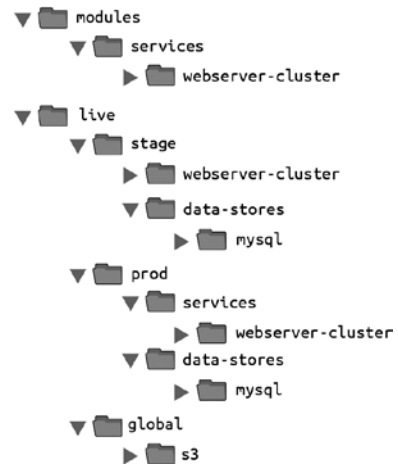 modules
services
webserver-cluster
live
stage
webserver-cluster
data-stores
mysql
prod
services
webserver-cluster
data-stores
mysql
global
s3